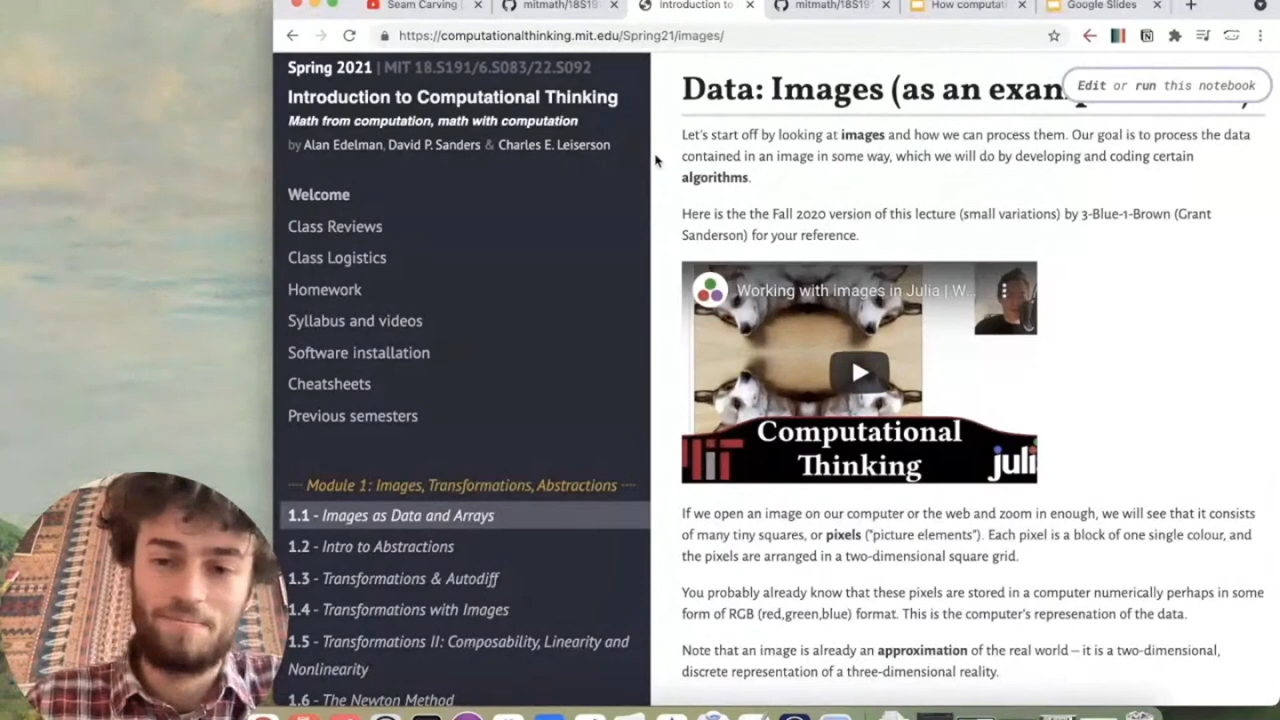 Seam Carving
mitmath/18S19
Introduction to
mitmath/18S19
How computat
Google Slides
https://computationalthinking.mit.edu/Spring21/images/
Spring 2021 | MIT 18.S191/6.S083/22.S092
Introduction to Computational Thinking
Math from computation, math with computation
by Alan Edelman, David P. Sanders & Charles E. Leiserson
Welcome
Class Reviews
Class Logistics
Homework
Syllabus and videos
Software installation
Cheatsheets
Previous semesters
Module 1: Images, Transformations, Abstractions
1.1 - Images as Data and Arrays
1.2 - Intro to Abstractions
1.3 - Transformations & Autodiff
1.4 - Transformations with Images
1.5 - Transformations II: Composability, Linearity and
Nonlinearity
1.6 - The Newton Method
Data: Images (as an exam
Edit or run this notebook
Let's start off by looking at images and how we can process them. Our goal is to process the data
contained in an image in some way, which we will do by developing and coding certain
algorithms.
Here is the the Fall 2020 version of this lecture (small variations) by 3-Blue-1-Brown (Grant
Sanderson) for your reference.
Working with images in Julia | W...
Computational
Thinking
MIT
juli
If we open an image on our computer or the web and zoom in enough, we will see that it consists
of many tiny squares, or pixels ("picture elements"). Each pixel is a block of one single colour, and
the pixels are arranged in a two-dimensional square grid.
You probably already know that these pixels are stored in a computer numerically perhaps in some
form of RGB (red,green,blue) format. This is the computer's represenation of the data.
Note that an image is already an approximation of the real world – it is a two-dimensional,
discrete representation of a three-dimensional reality.